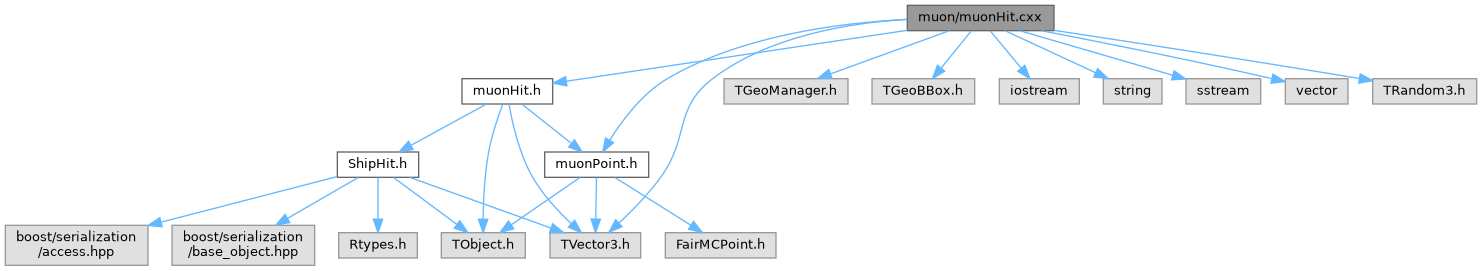 muon/muonHit.cxx
muonHit.h
TGeoManager.h
TGeoBBox.h
iostream
string
sstream
vector
TRandom3.h
ShipHit.h
muonPoint.h
boost/serialization
/access.hpp
boost/serialization
/base_object.hpp
Rtypes.h
TObject.h
TVector3.h
FairMCPoint.h